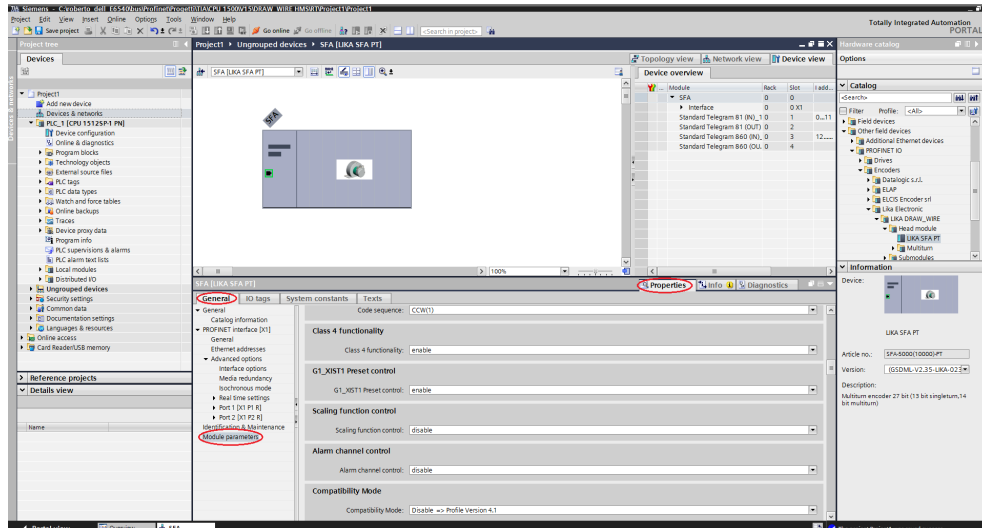 Siemens - C:\roberto dell E6540\bus\Profinet\Progetti\TIA\CPU 1500\V15\DRAW_WIRE HMS\RT\Project1\Project1
Project Edit View Insert Online Options Tools Window Help
Totally Integrated Automation
PORTAL
Save project
Go online
Go offline
<Search in project>
Project tree
Devices
Project1
Add new device
Devices & networks
PLC_1 [CPU 1512SP-1 PN]
Device configuration
Online & diagnostics
Program blocks
Technology objects
External source files
PLC tags
PLC data types
Watch and force tables
Online backups
Traces
Device proxy data
Program info
PLC supervisions & alarms
PLC alarm text lists
Local modules
Distributed I/O
Ungrouped devices
Security settings
Common data
Documentation settings
Languages & resources
Online access
Card Reader/USB memory
Reference projects
Details view
Name
Devices & networks
Project1 ▸ Ungrouped devices ▸ SFA [LIKA SFA PT]
Topology view Network view Device view
SFA [LIKA SFA PT]
SFA
100%
Device overview
... Module Rack Slot I add...
SFA 0 0
Interface 0 0 X1
Standard Telegram 81 (IN)_1 0 1 0...11
Standard Telegram 81 (OUT) 0 2
Standard Telegram 860 (IN)_ 0 3 12......
Standard Telegram 860 (OU.. 0 4
SFA [LIKA SFA PT]
Properties Info Diagnostics
General IO tags System constants Texts
General
Catalog information
PROFINET interface [X1]
General
Ethernet addresses
Advanced options
Interface options
Media redundancy
Isochronous mode
Real time settings
Port 1 [X1 P1 R]
Port 2 [X1 P2 R]
Identification & Maintenance
Module parameters
Code sequence: CCW(1)
Class 4 functionality
Class 4 functionality: enable
G1_XIST1 Preset control
G1_XIST1 Preset control: enable
Scaling function control
Scaling function control: disable
Alarm channel control
Alarm channel control: disable
Compatibility Mode
Compatibility Mode: Disable => Profile Version 4.1
Hardware catalog
Options
Catalog
<Search>
Filter Profile: <All>
Field devices
Other field devices
Additional Ethernet devices
PROFINET IO
Drives
Encoders
Datalogic s.r.l.
ELAP
ELCIS Encoder srl
Lika Electronic
LIKA DRAW_WIRE
Head module
LIKA SFA PT
Multiturn
Submodules
Information
Device:
LIKA SFA PT
Article no.: SFA-5000(10000)-PT
Version: (GSDML-V2.35-LIKA-023
Description:
Multiturn encoder 27 bit (13 bit singleturn,14
bit multiturn)
Portal view Overview SFA